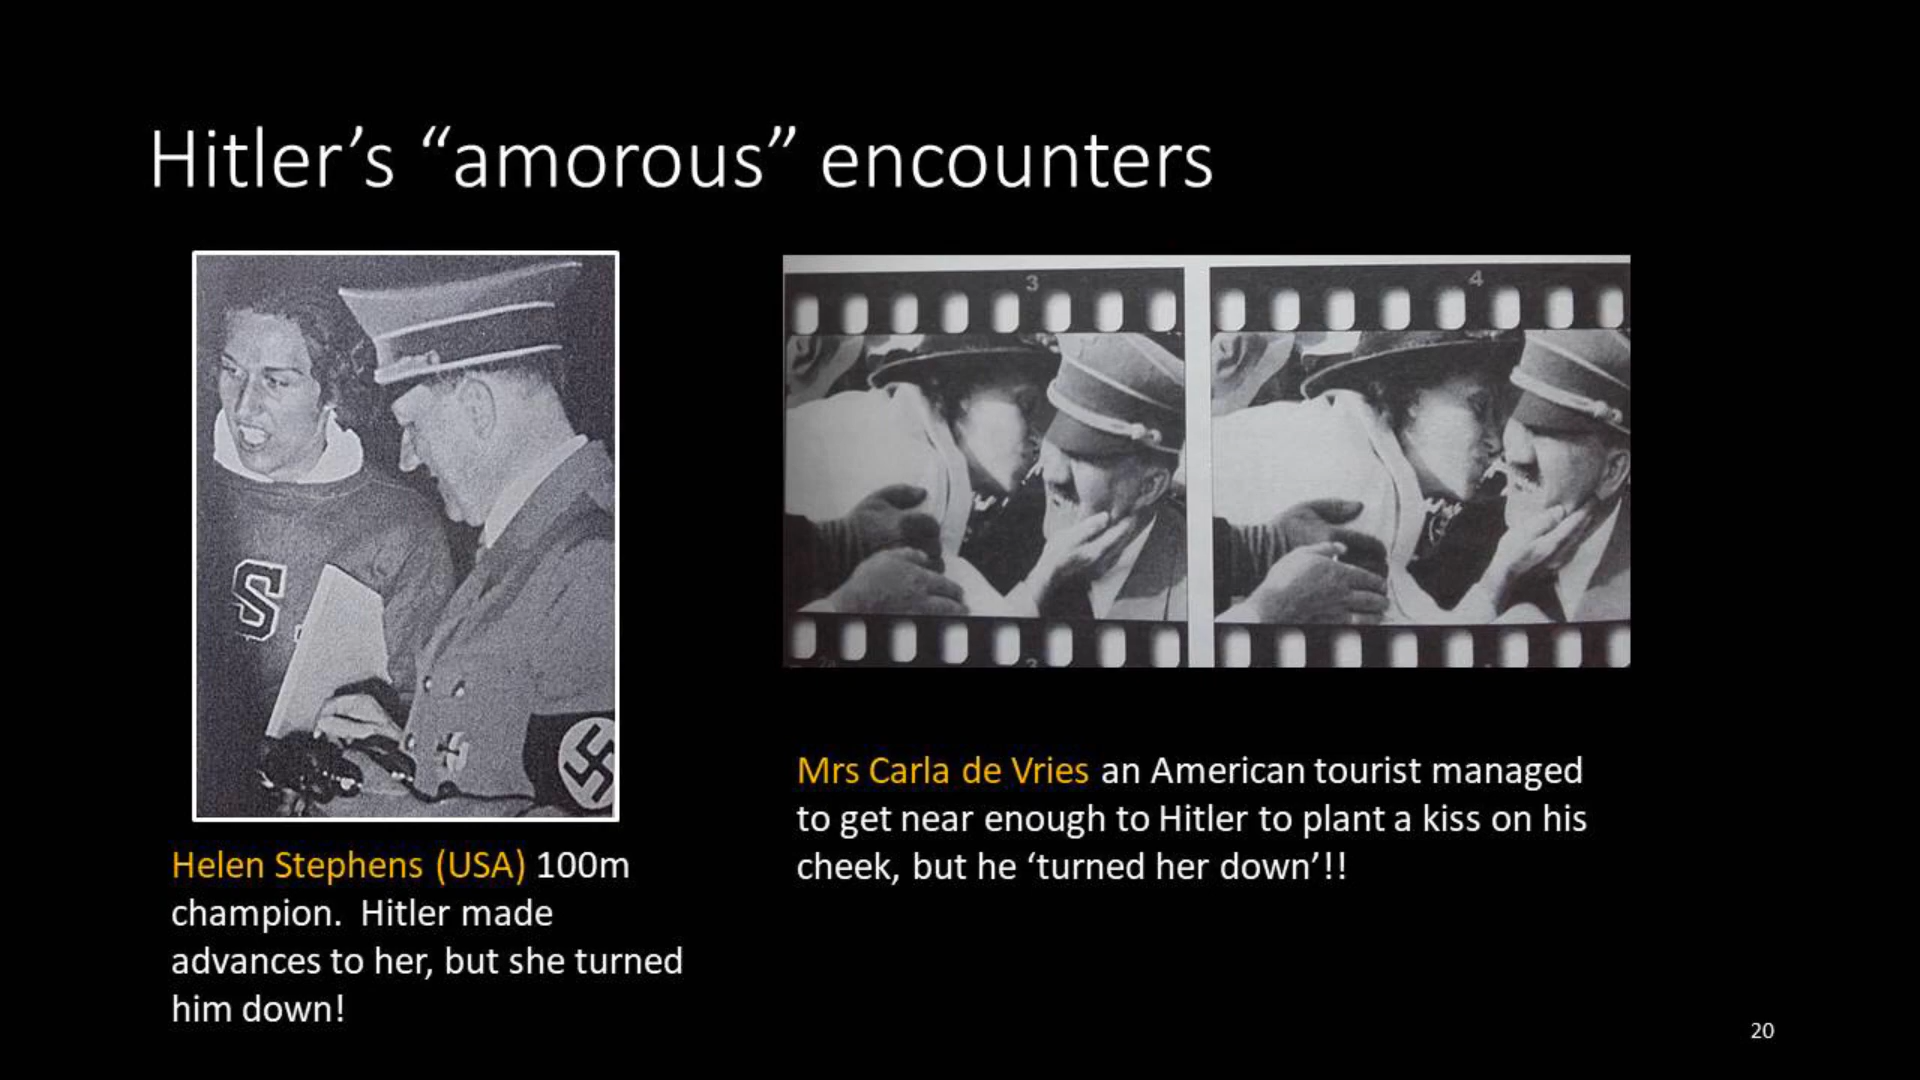 Hitler's “amorous” encounters
S
3
4
Helen Stephens (USA) 100m
champion.  Hitler made
advances to her, but she turned
him down!
Mrs Carla de Vries an American tourist managed
to get near enough to Hitler to plant a kiss on his
cheek, but he ‘turned her down’!!
20